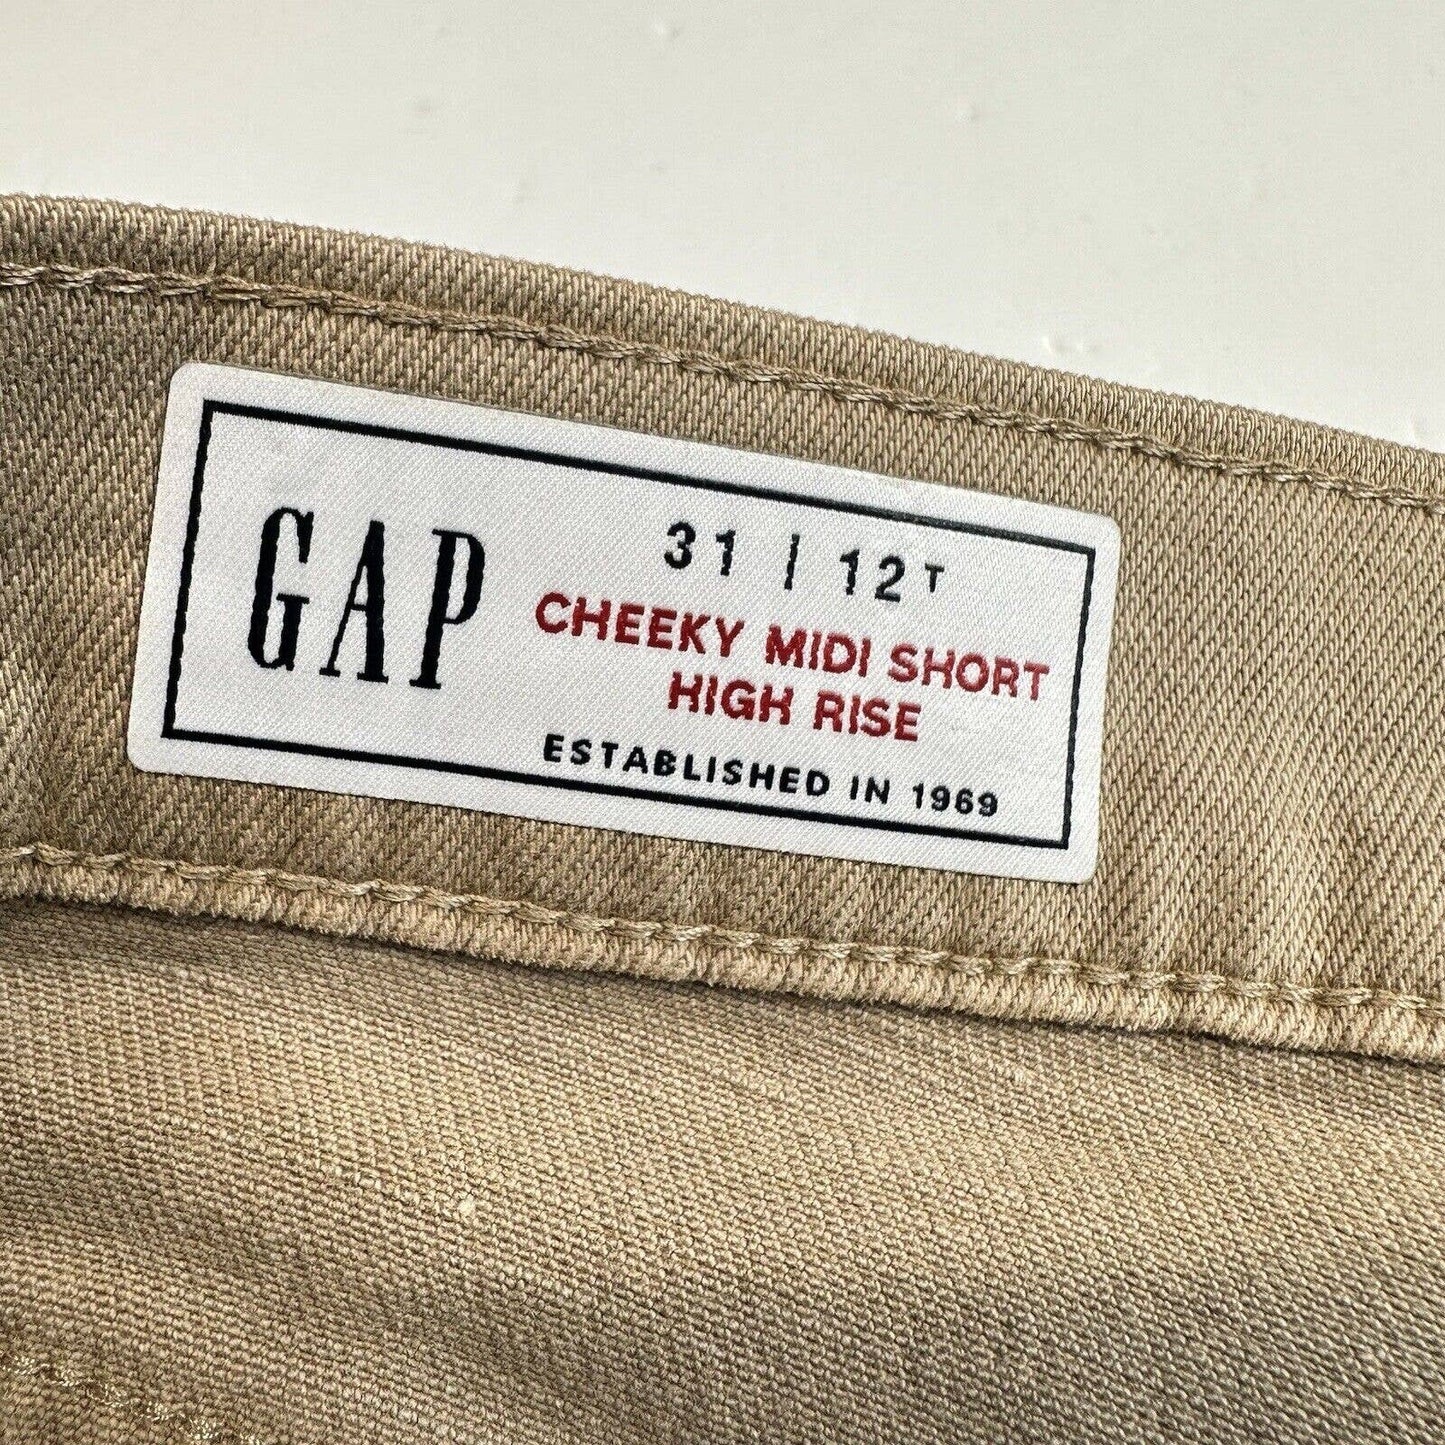 GAP
31 | 12T
CHEEKY MIDI SHORT
HIGH RISE
ESTABLISHED IN 1969